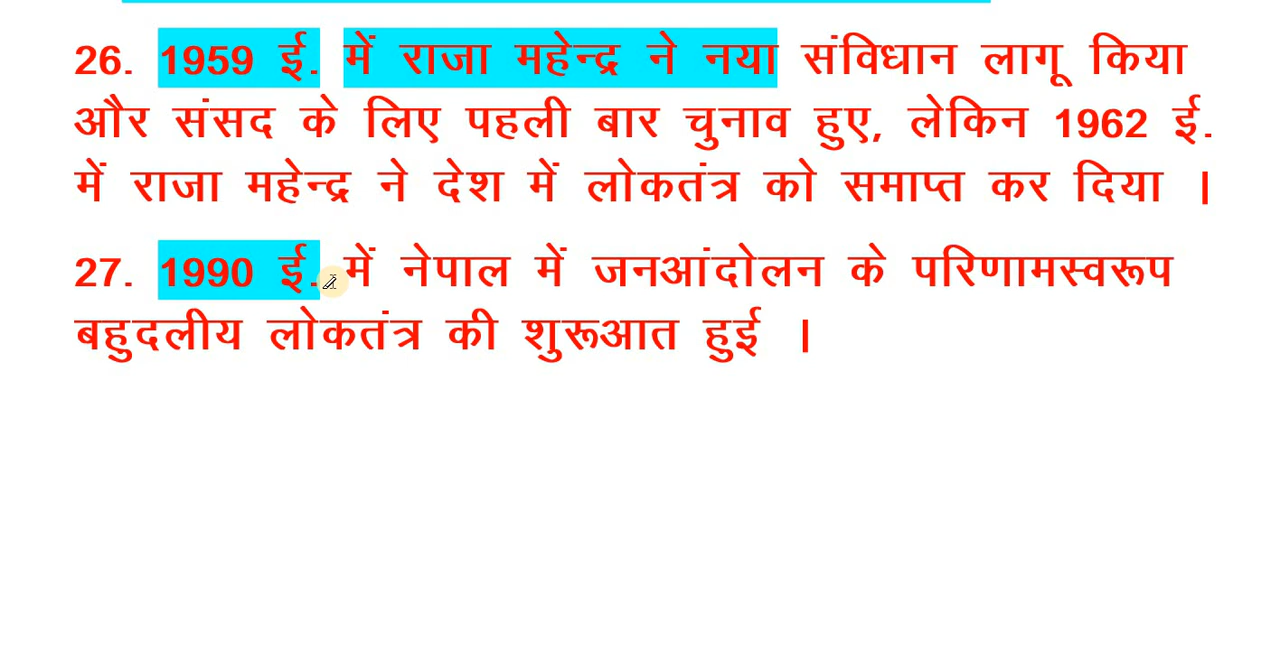 26. 1959 ई. में राजा महेन्द्र ने नया संविधान लागू किया
और संसद के लिए पहली बार चुनाव हुए, लेकिन 1962 ई.
में राजा महेन्द्र ने देश में लोकतंत्र को समाप्त कर दिया ।
27. 1990 ई. में नेपाल में जनआंदोलन के परिणामस्वरूप
बहुदलीय लोकतंत्र की शुरूआत हुई ।